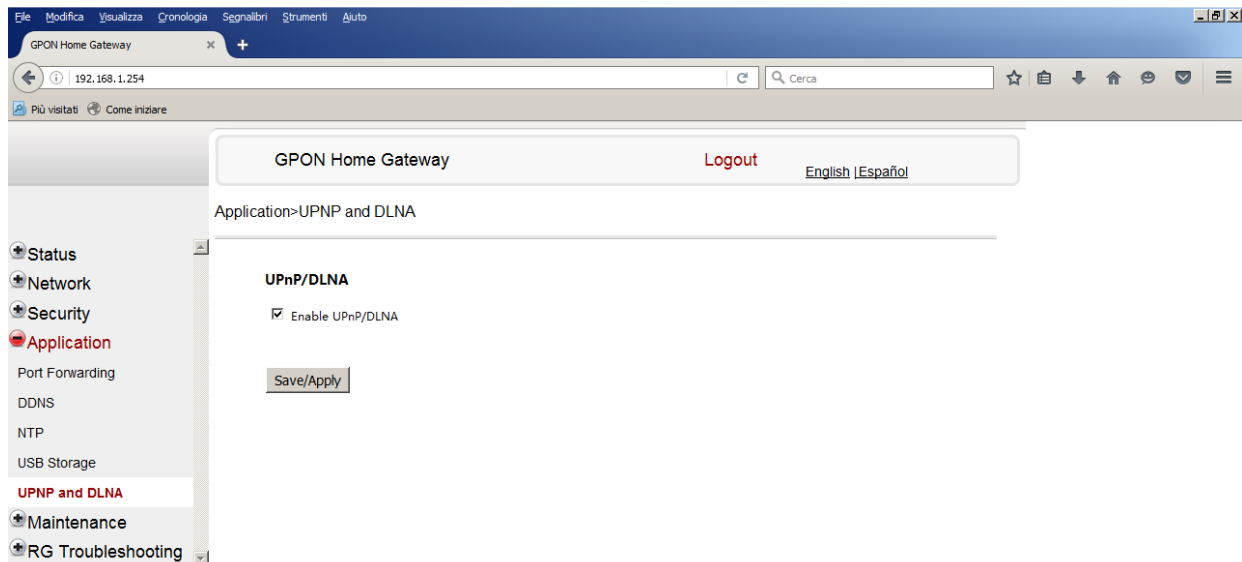 File Modifica Visualizza Cronologia Segnalibri Strumenti Aiuto
GPON Home Gateway
192.168.1.254
Cerca
Più visitati Come iniziare
GPON Home Gateway
Logout
English | Español
Application>UPNP and DLNA
Status
Network
Security
Application
Port Forwarding
DDNS
NTP
USB Storage
UPNP and DLNA
Maintenance
RG Troubleshooting
UPnP/DLNA
Enable UPnP/DLNA
Save/Apply